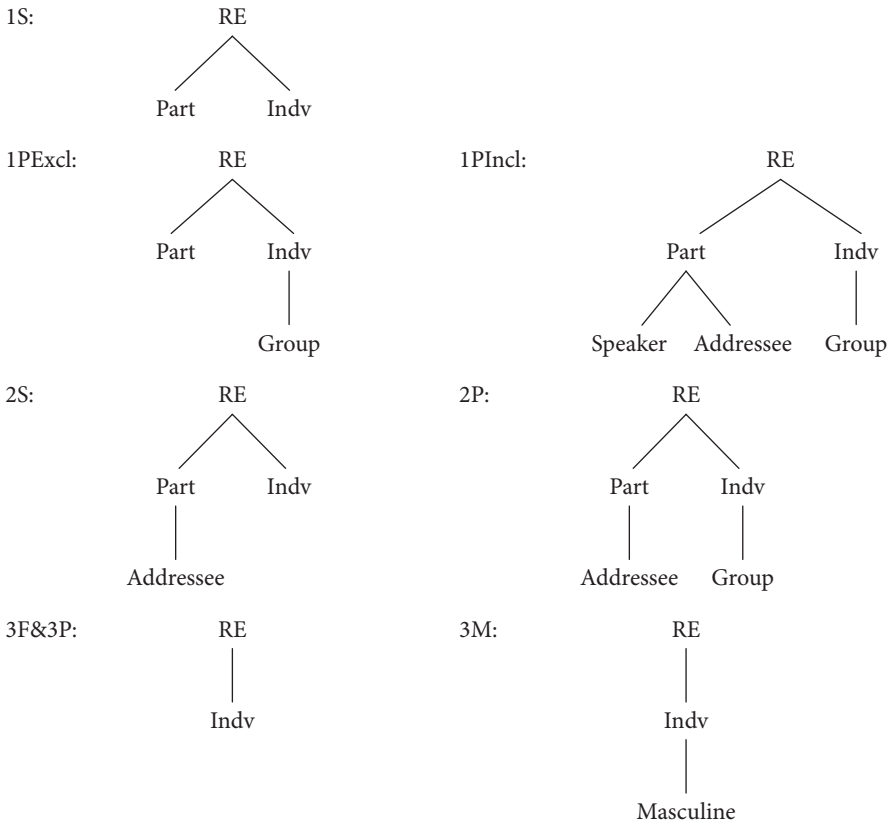 1S: RE
Part Indv
1PExcl: RE 1PIncl: RE
Part Indv Part Indv
Group Speaker Addressee Group
2S: RE 2P: RE
Part Indv Part Indv
Addressee Addressee Group
3F&3P: RE 3M: RE
Indv Indv
Masculine